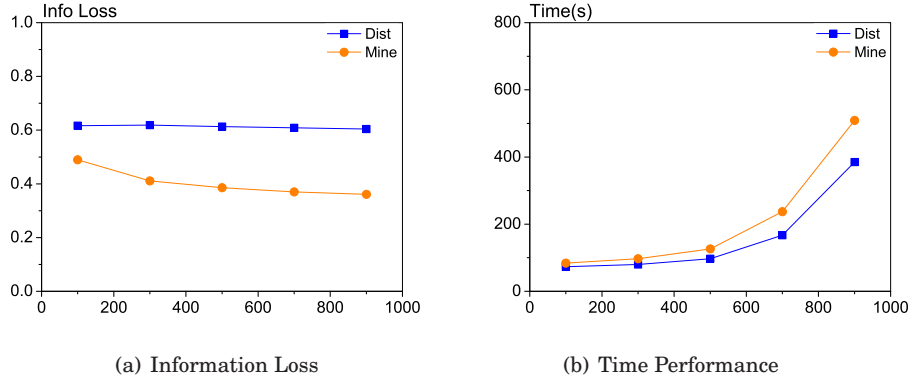 Info Loss
1.0
0.8
0.6
0.4
0.2
0.0
0 200 400 600 800 1000
Dist
Mine
(a) Information Loss
Time(s)
800
600
400
200
0
0 200 400 600 800 1000
Dist
Mine
(b) Time Performance